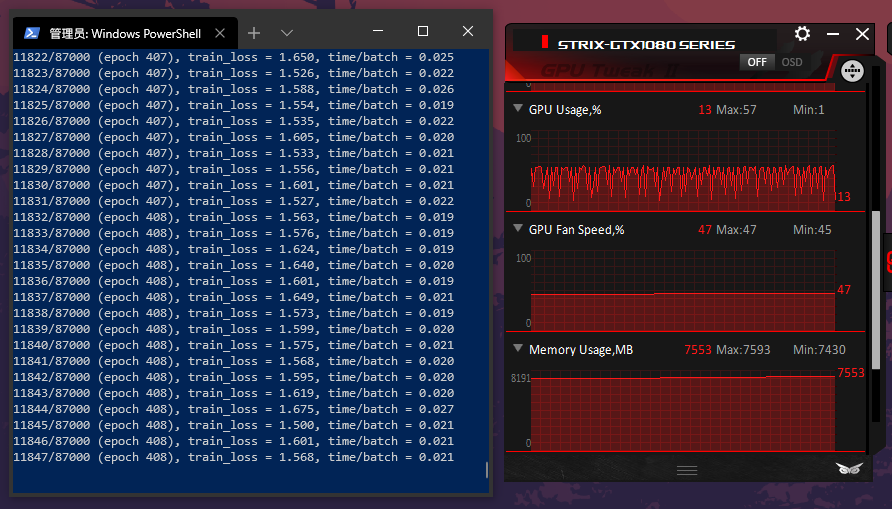 管理员: Windows PowerShell
11822/87000 (epoch 407), train_loss = 1.650, time/batch = 0.025
11823/87000 (epoch 407), train_loss = 1.526, time/batch = 0.022
11824/87000 (epoch 407), train_loss = 1.588, time/batch = 0.026
11825/87000 (epoch 407), train_loss = 1.554, time/batch = 0.019
11826/87000 (epoch 407), train_loss = 1.535, time/batch = 0.022
11827/87000 (epoch 407), train_loss = 1.605, time/batch = 0.020
11828/87000 (epoch 407), train_loss = 1.533, time/batch = 0.021
11829/87000 (epoch 407), train_loss = 1.556, time/batch = 0.021
11830/87000 (epoch 407), train_loss = 1.601, time/batch = 0.021
11831/87000 (epoch 407), train_loss = 1.527, time/batch = 0.022
11832/87000 (epoch 408), train_loss = 1.563, time/batch = 0.019
11833/87000 (epoch 408), train_loss = 1.576, time/batch = 0.019
11834/87000 (epoch 408), train_loss = 1.624, time/batch = 0.019
11835/87000 (epoch 408), train_loss = 1.640, time/batch = 0.020
11836/87000 (epoch 408), train_loss = 1.601, time/batch = 0.019
11837/87000 (epoch 408), train_loss = 1.649, time/batch = 0.021
11838/87000 (epoch 408), train_loss = 1.573, time/batch = 0.019
11839/87000 (epoch 408), train_loss = 1.599, time/batch = 0.020
11840/87000 (epoch 408), train_loss = 1.575, time/batch = 0.021
11841/87000 (epoch 408), train_loss = 1.568, time/batch = 0.020
11842/87000 (epoch 408), train_loss = 1.595, time/batch = 0.020
11843/87000 (epoch 408), train_loss = 1.619, time/batch = 0.020
11844/87000 (epoch 408), train_loss = 1.675, time/batch = 0.027
11845/87000 (epoch 408), train_loss = 1.500, time/batch = 0.021
11846/87000 (epoch 408), train_loss = 1.601, time/batch = 0.021
11847/87000 (epoch 408), train_loss = 1.568, time/batch = 0.021
STRIX-GTX1080 SERIES
GPU Tweak II
OFF OSD
GPU Usage,% 13 Max:57 Min:1
100
0
13
GPU Fan Speed,% 47 Max:47 Min:45
100
0
47
Memory Usage,MB 7553 Max:7593 Min:7430
8191
0
7553